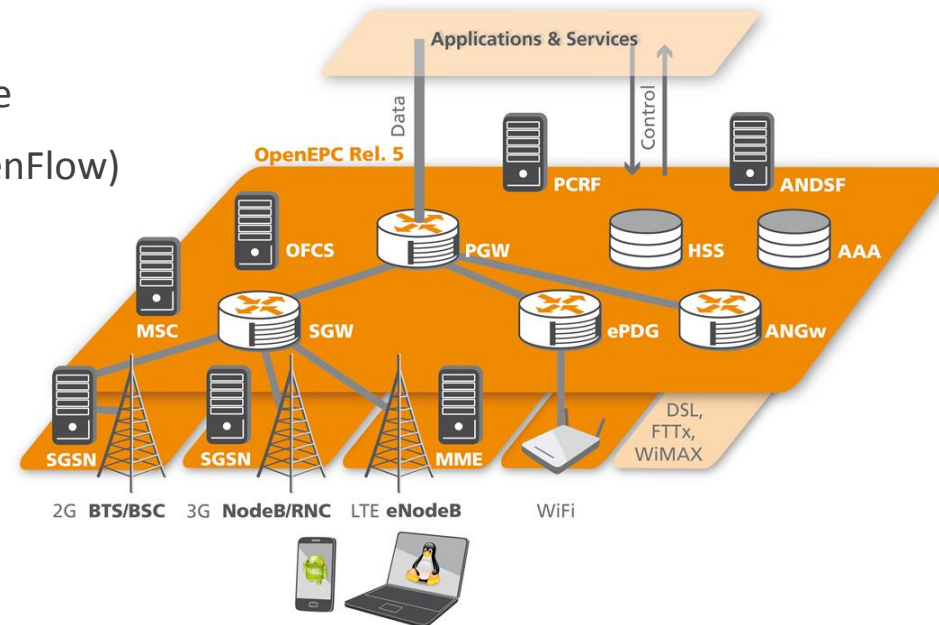 e
enFlow)
Applications & Services
Data
Control
OpenEPC Rel. 5
PCRF
ANDSF
OFCS
PGW
HSS
AAA
MSC
SGW
ePDG
ANGw
DSL,
FTTx,
WiMAX
SGSN
SGSN
MME
2G BTS/BSC
3G NodeB/RNC
LTE eNodeB
WiFi